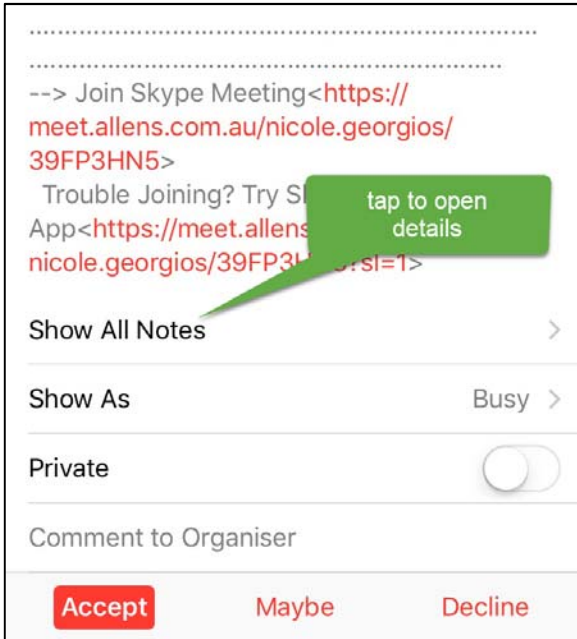 --> Join Skype Meeting<https://
meet.allens.com.au/nicole.georgios/
39FP3HN5>
Trouble Joining? Try
App<https://meet.allens
nicole.georgios/
tap to open
details
Show All Notes >
Show As Busy >
Private
Comment to Organiser
Accept Maybe Decline